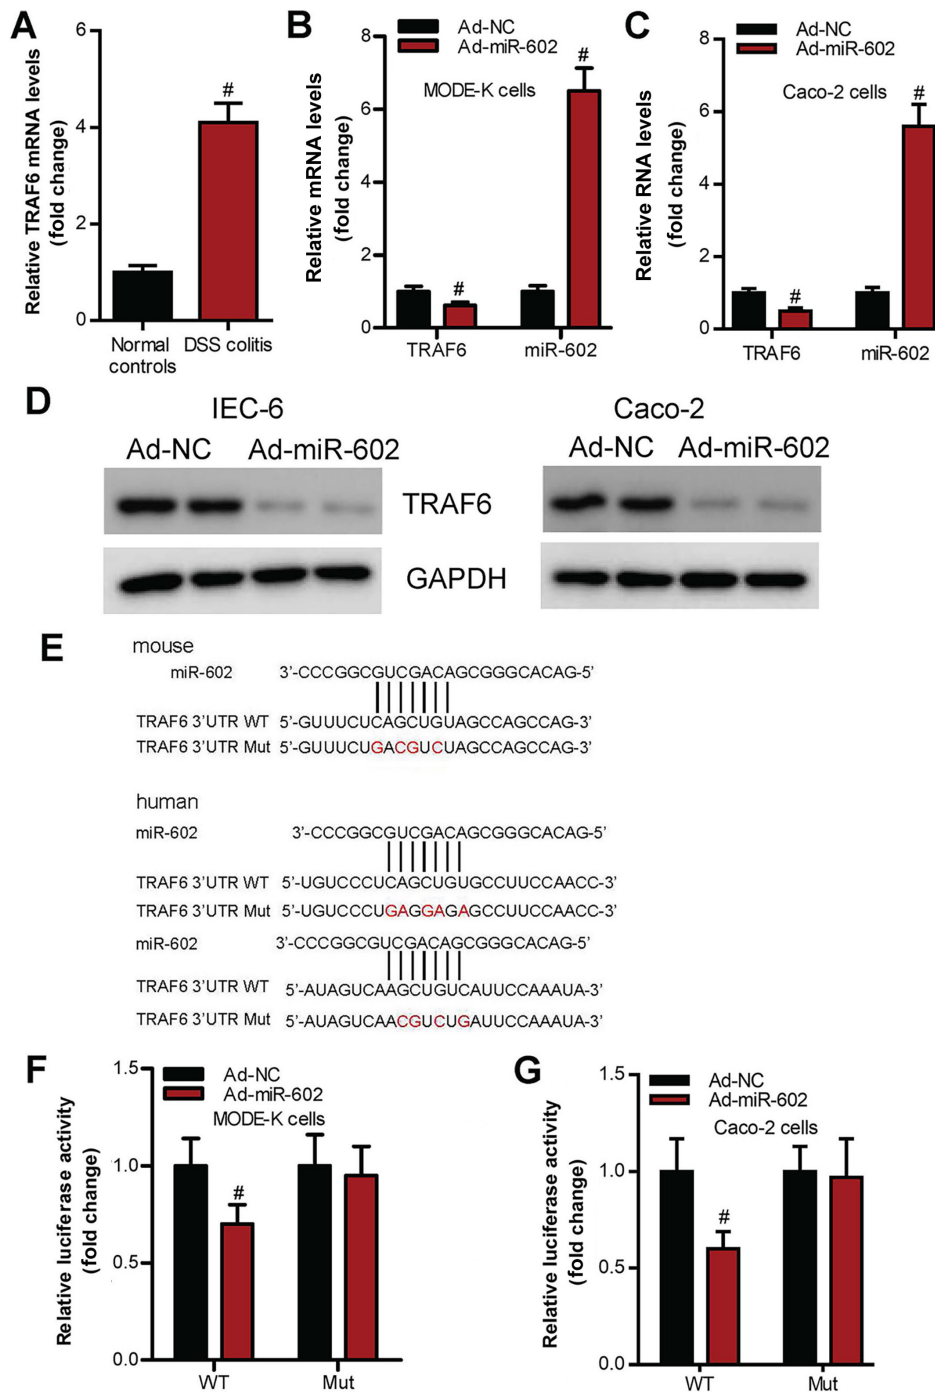 A
Relative TRAF6 mRNA levels
(fold change)
6
4
2
0
#
Normal
controls
DSS colitis
B
Relative mRNA levels
(fold change)
8
6
4
2
0
Ad-NC
Ad-miR-602
MODE-K cells
#
#
TRAF6
miR-602
C
Relative RNA levels
(fold change)
8
6
4
2
0
Ad-NC
Ad-miR-602
Caco-2 cells
#
#
TRAF6
miR-602
D
IEC-6
Caco-2
Ad-NC Ad-miR-602
Ad-NC Ad-miR-602
TRAF6
GAPDH
E
mouse
miR-602 3'-CCCGGCGUCGACAGCGGGCACAG-5'
TRAF6 3'UTR WT 5'-GUUUCUCAGCUGUAGCCAGCCAG-3'
TRAF6 3'UTR Mut 5'-GUUUCUGACGUCUAGCCAGCCAG-3'
human
miR-602 3'-CCCGGCGUCGACAGCGGGCACAG-5'
TRAF6 3'UTR WT 5'-UGUCCCUCAGCUGUGCCUUCCAACC-3'
TRAF6 3'UTR Mut 5'-UGUCCCUGAGGAGAGCCUUCCAACC-3'
miR-602 3'-CCCGGCGUCGACAGCGGGCACAG-5'
TRAF6 3'UTR WT 5'-AUAGUCAAGCUGUCAUUCCAAAUA-3'
TRAF6 3'UTR Mut 5'-AUAGUCAACGUCUGAUUCCAAAUA-3'
F
Relative luciferase activity
(fold change)
1.5
1.0
0.5
0.0
Ad-NC
Ad-miR-602
MODE-K cells
#
WT
Mut
G
Relative luciferase activity
(fold change)
1.5
1.0
0.5
0.0
Ad-NC
Ad-miR-602
Caco-2 cells
#
WT
Mut